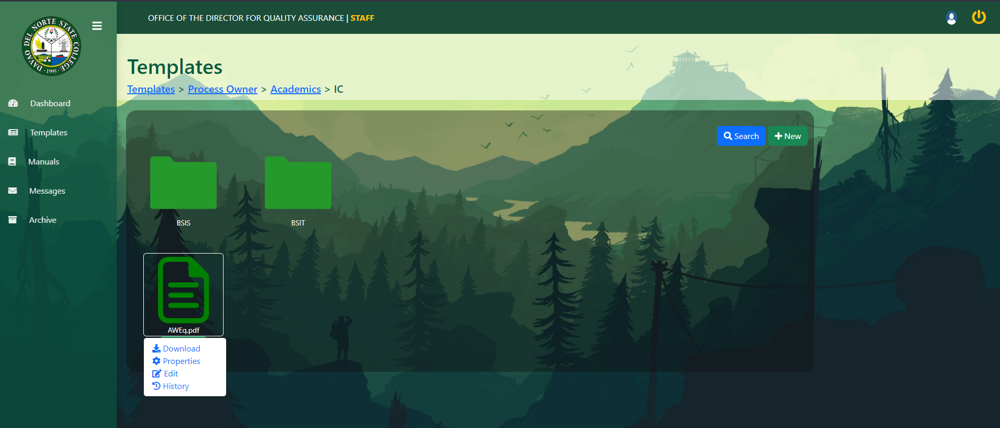 DAVAO DEL NORTE STATE COLLEGE
· 1995 ·
OFFICE OF THE DIRECTOR FOR QUALITY ASSURANCE | STAFF
Dashboard
Templates
Manuals
Messages
Archive
Templates
Templates > Process Owner > Academics > IC
Search
New
BSIS
BSIT
AWEq.pdf
Download
Properties
Edit
History